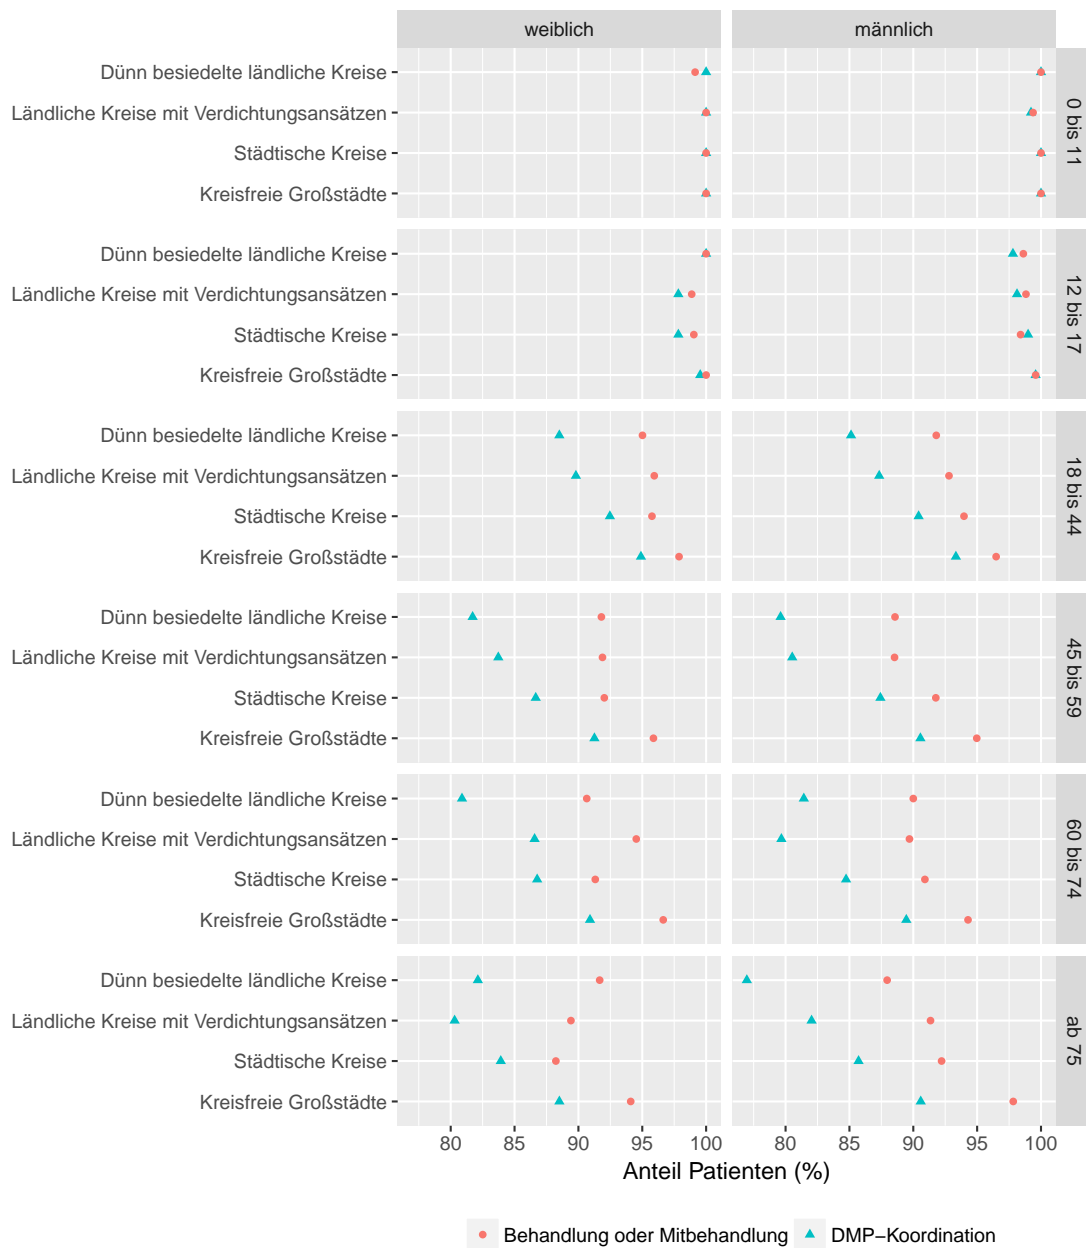 weiblich männlich
Dünn besiedelte ländliche Kreise
Ländliche Kreise mit Verdichtungsansätzen
Städtische Kreise
Kreisfreie Großstädte
0 bis 11
Dünn besiedelte ländliche Kreise
Ländliche Kreise mit Verdichtungsansätzen
Städtische Kreise
Kreisfreie Großstädte
12 bis 17
Dünn besiedelte ländliche Kreise
Ländliche Kreise mit Verdichtungsansätzen
Städtische Kreise
Kreisfreie Großstädte
18 bis 44
Dünn besiedelte ländliche Kreise
Ländliche Kreise mit Verdichtungsansätzen
Städtische Kreise
Kreisfreie Großstädte
45 bis 59
Dünn besiedelte ländliche Kreise
Ländliche Kreise mit Verdichtungsansätzen
Städtische Kreise
Kreisfreie Großstädte
60 bis 74
Dünn besiedelte ländliche Kreise
Ländliche Kreise mit Verdichtungsansätzen
Städtische Kreise
Kreisfreie Großstädte
ab 75
80 85 90 95 100 80 85 90 95 100
Anteil Patienten (%)
Behandlung oder Mitbehandlung DMP−Koordination